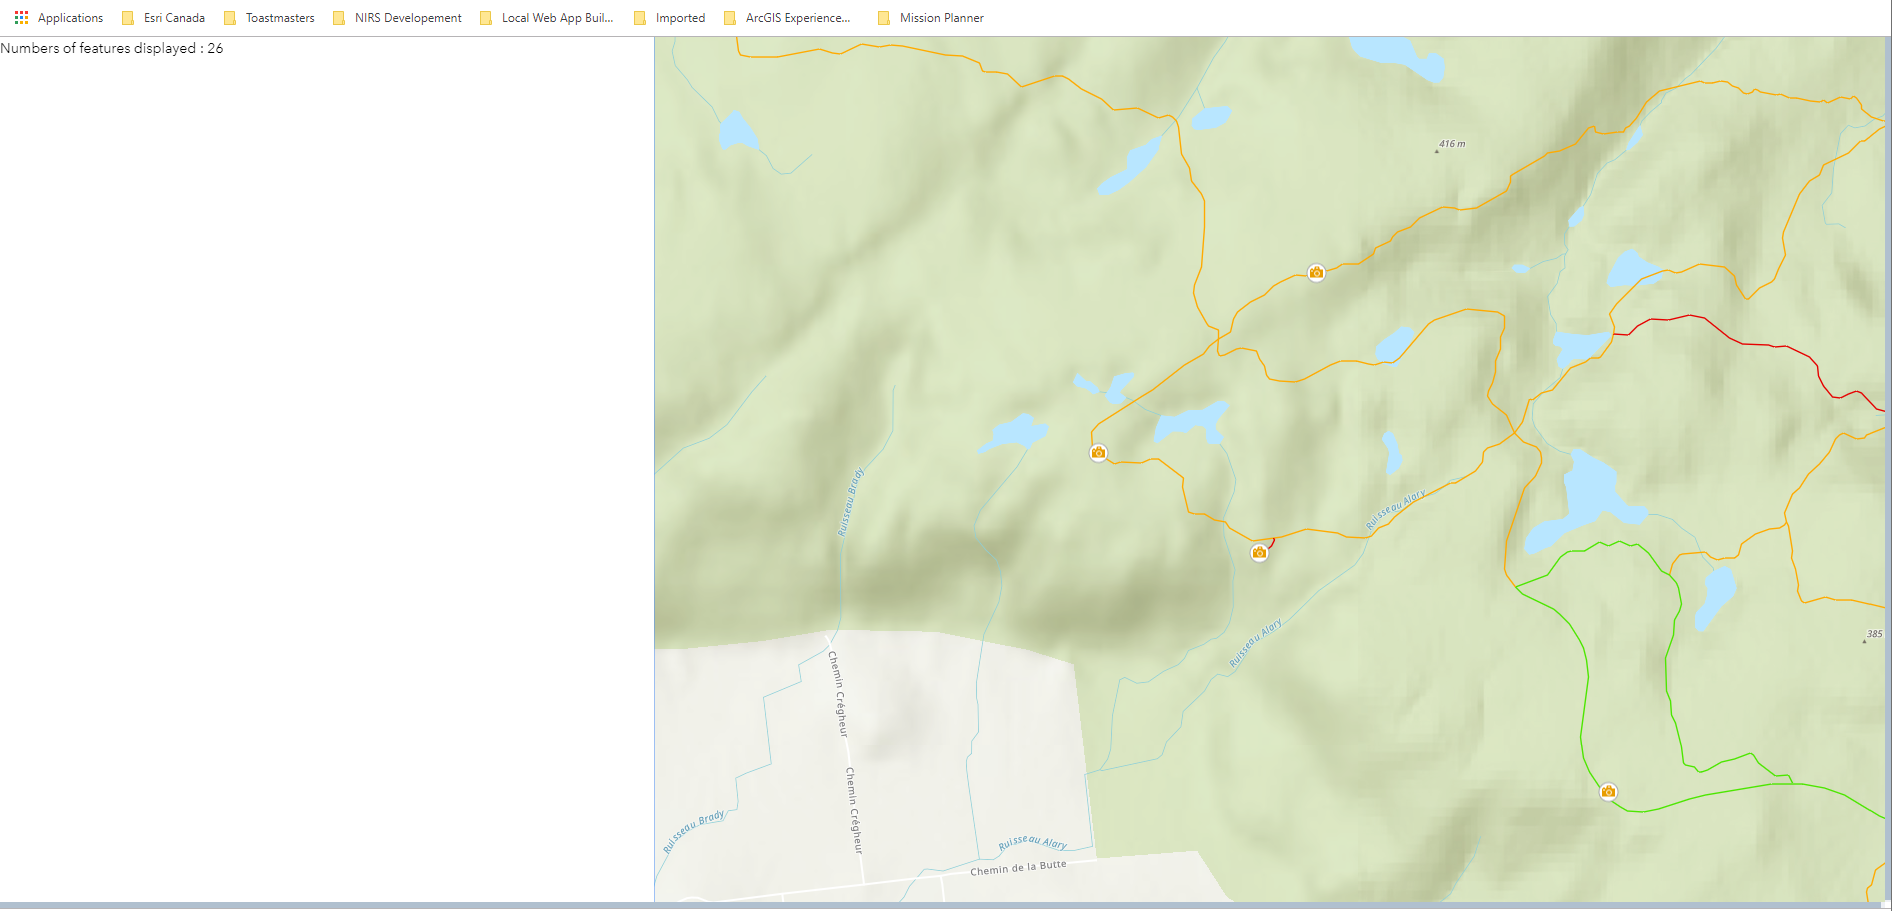 Applications Esri Canada Toastmasters NIRS Developement Local Web App Buil... Imported ArcGIS Experience... Mission Planner
Numbers of features displayed : 26
416 m
Ruisseau Brady
Ruisseau Alary
Ruisseau Alary
385
Chemin Crégheur
Chemin Crégheur
Ruisseau Brady
Ruisseau Alary
Chemin de la Butte